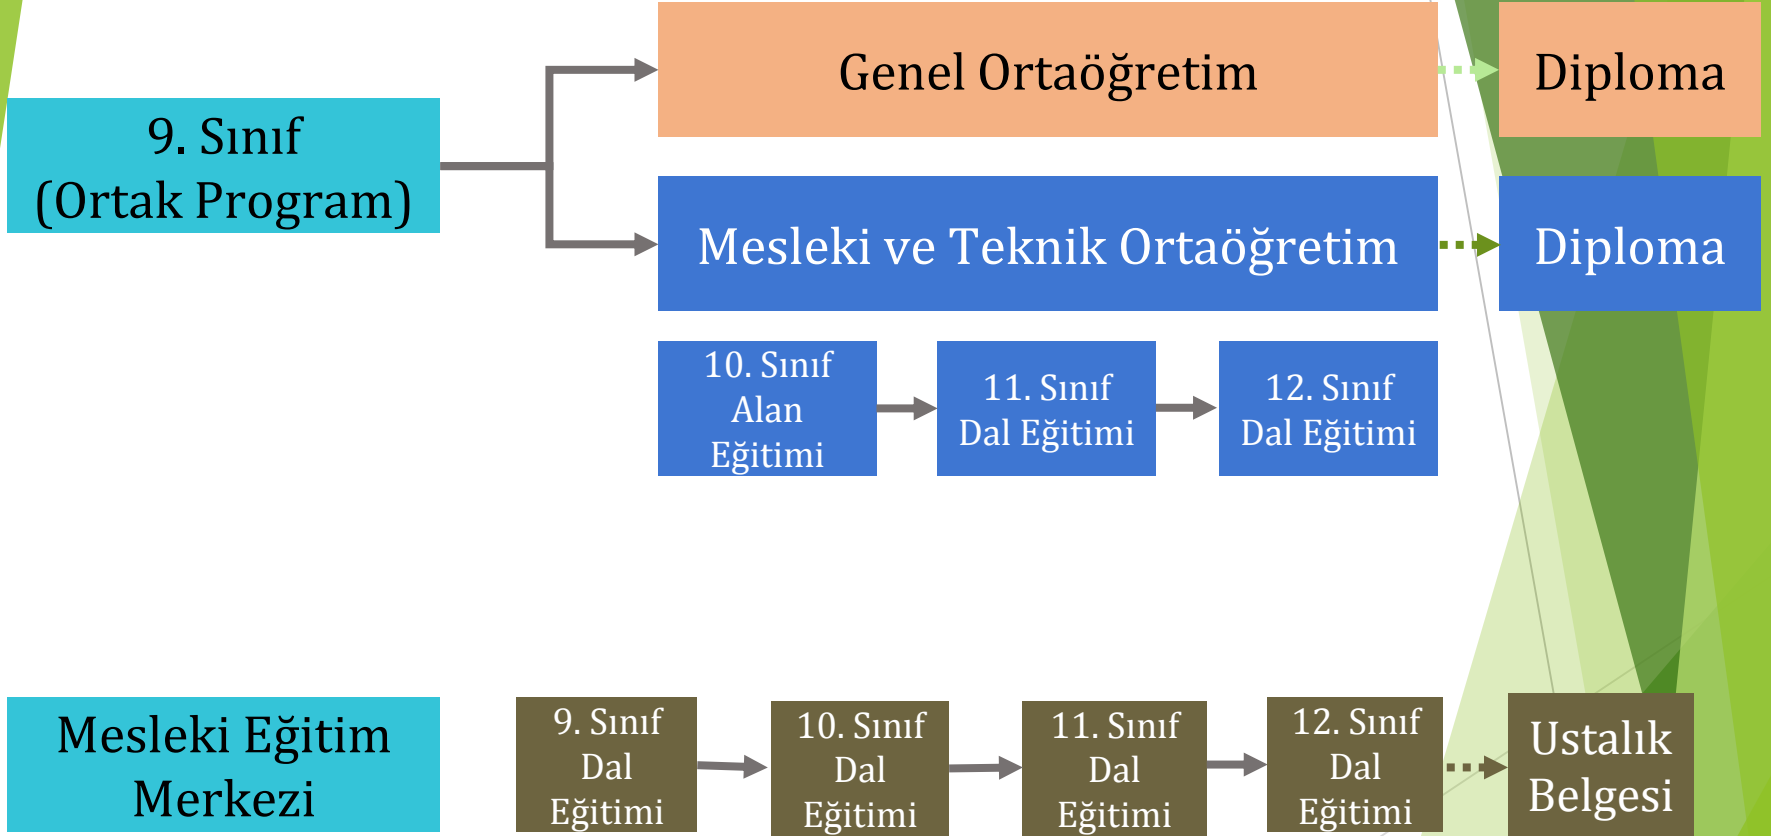 9. Sınıf
(Ortak Program)
Genel Ortaöğretim
Diploma
Mesleki ve Teknik Ortaöğretim
Diploma
10. Sınıf
Alan
Eğitimi
11. Sınıf
Dal Eğitimi
12. Sınıf
Dal Eğitimi
Mesleki Eğitim
Merkezi
9. Sınıf
Dal
Eğitimi
10. Sınıf
Dal
Eğitimi
11. Sınıf
Dal
Eğitimi
12. Sınıf
Dal
Eğitimi
Ustalık
Belgesi